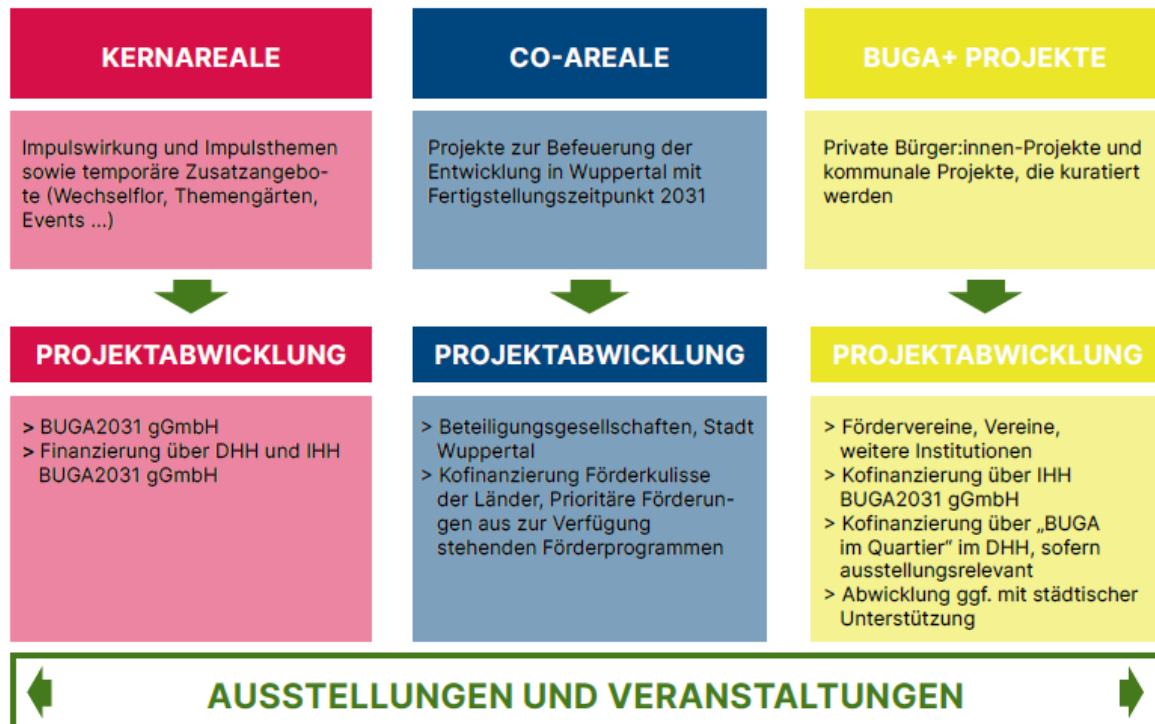 KERNAREALE
Impulswirkung und Impulsthemen
sowie temporäre Zusatzangebo-
te (Wechselflor, Themengärten,
Events ...)
PROJEKTABWICKLUNG
> BUGA2031 gGmbH
> Finanzierung über DHH und IHH
BUGA2031 gGmbH
CO-AREALE
Projekte zur Befeuerung der
Entwicklung in Wuppertal mit
Fertigstellungszeitpunkt 2031
PROJEKTABWICKLUNG
> Beteiligungsgesellschaften, Stadt
Wuppertal
> Kofinanzierung Förderkulisse
der Länder, Prioritäre Förderun-
gen aus zur Verfügung
stehenden Förderprogrammen
BUGA+ PROJEKTE
Private Bürger:innen-Projekte und
kommunale Projekte, die kuratiert
werden
PROJEKTABWICKLUNG
> Fördervereine, Vereine,
weitere Institutionen
> Kofinanzierung über IHH
BUGA2031 gGmbH
> Kofinanzierung über „BUGA
im Quartier“ im DHH, sofern
ausstellungsrelevant
> Abwicklung ggf. mit städtischer
Unterstützung
AUSSTELLUNGEN UND VERANSTALTUNGEN